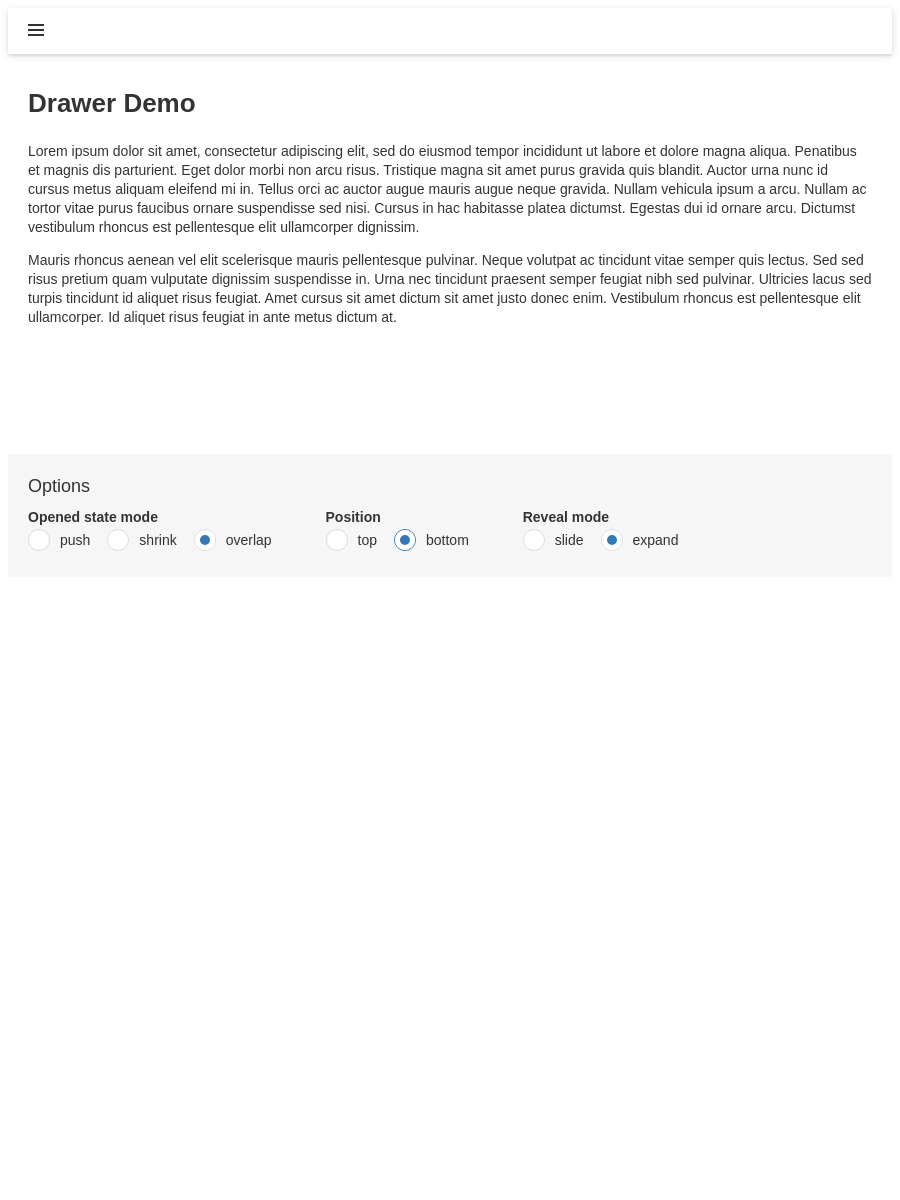 Drawer Demo
Lorem ipsum dolor sit amet, consectetur adipiscing elit, sed do eiusmod tempor incididunt ut labore et dolore magna aliqua. Penatibus
et magnis dis parturient. Eget dolor morbi non arcu risus. Tristique magna sit amet purus gravida quis blandit. Auctor urna nunc id
cursus metus aliquam eleifend mi in. Tellus orci ac auctor augue mauris augue neque gravida. Nullam vehicula ipsum a arcu. Nullam ac
tortor vitae purus faucibus ornare suspendisse sed nisi. Cursus in hac habitasse platea dictumst. Egestas dui id ornare arcu. Dictumst
vestibulum rhoncus est pellentesque elit ullamcorper dignissim.
Mauris rhoncus aenean vel elit scelerisque mauris pellentesque pulvinar. Neque volutpat ac tincidunt vitae semper quis lectus. Sed sed
risus pretium quam vulputate dignissim suspendisse in. Urna nec tincidunt praesent semper feugiat nibh sed pulvinar. Ultricies lacus sed
turpis tincidunt id aliquet risus feugiat. Amet cursus sit amet dictum sit amet justo donec enim. Vestibulum rhoncus est pellentesque elit
ullamcorper. Id aliquet risus feugiat in ante metus dictum at.
Options
Opened state mode
push shrink overlap
Position
top bottom
Reveal mode
slide expand